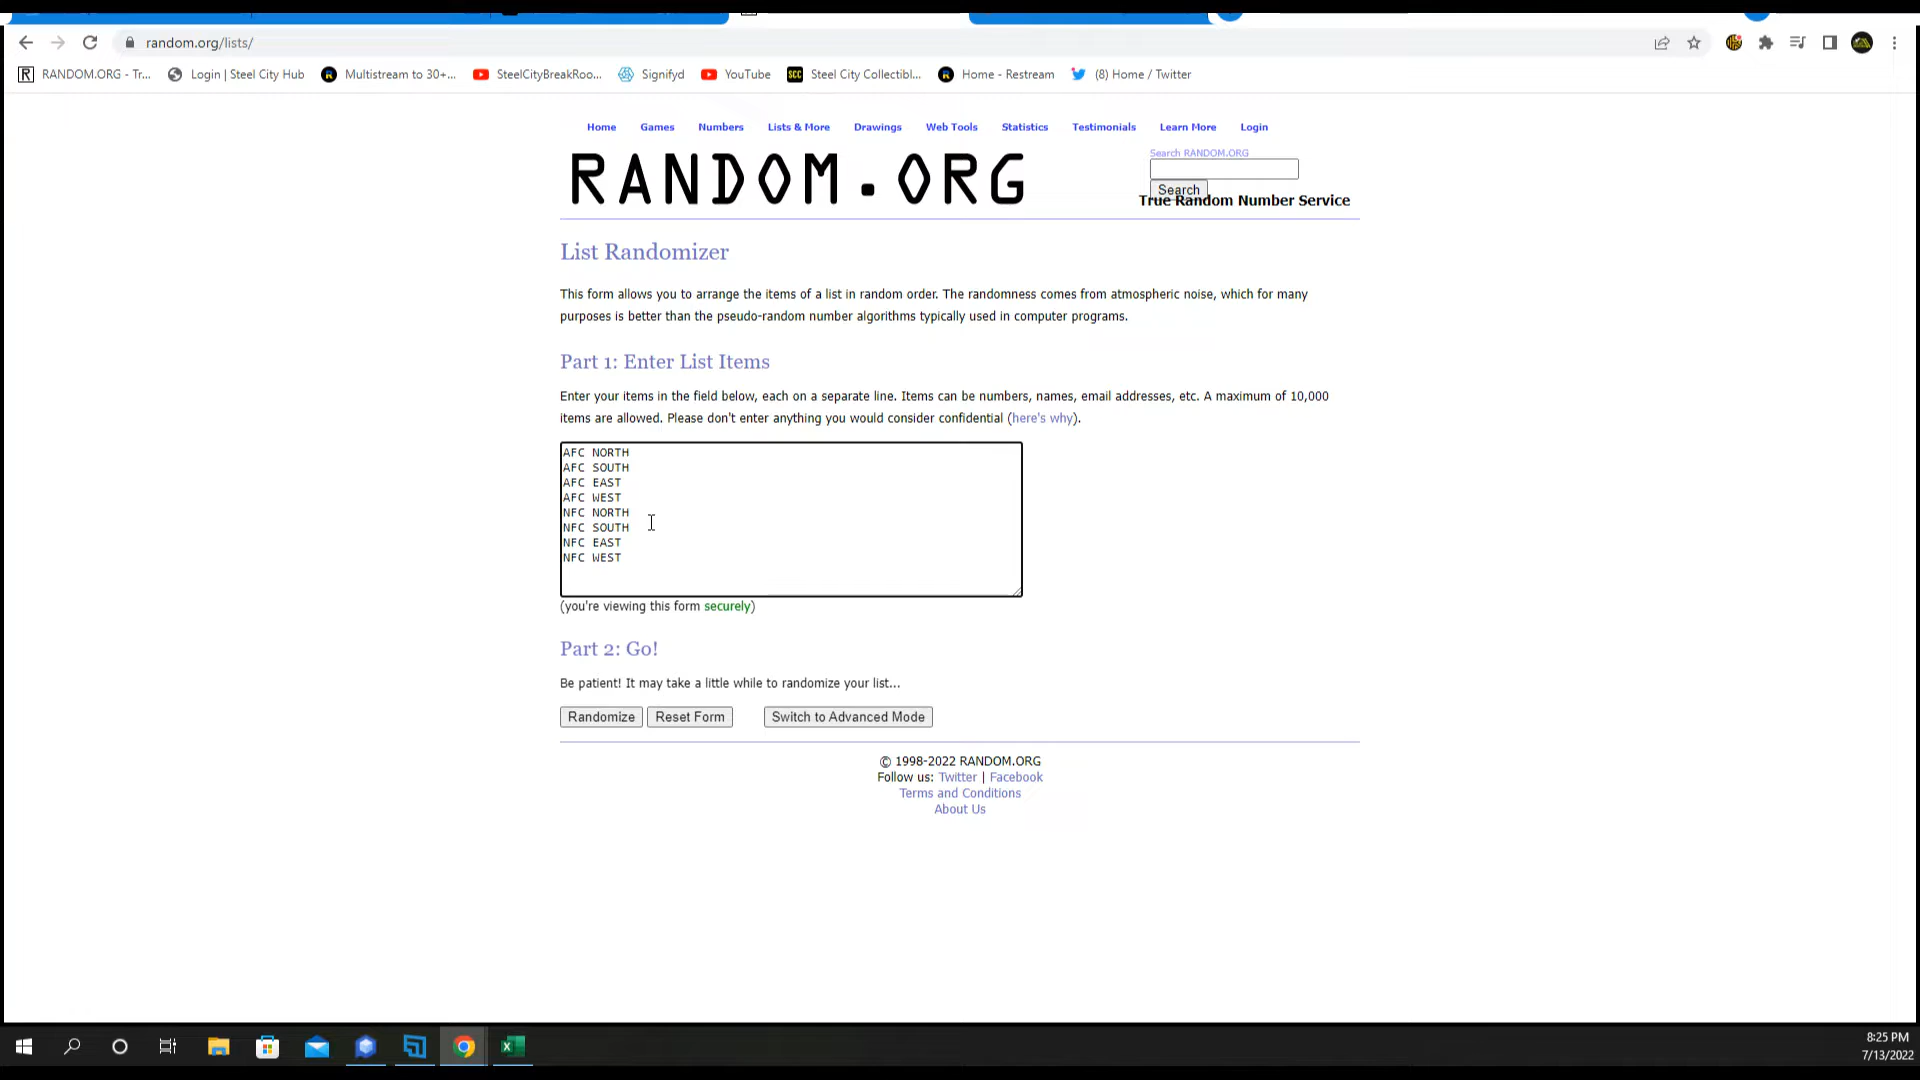 random.org/lists/
RANDOM.ORG - Tr... Login | Steel City Hub Multistream to 30+... SteelCityBreakRoo... Signifyd YouTube SCC Steel City Collectibl... Home - Restream (8) Home / Twitter
Home Games Numbers Lists & More Drawings Web Tools Statistics Testimonials Learn More Login
Search RANDOM.ORG
RANDOM.ORG
Search
True Random Number Service
List Randomizer
This form allows you to arrange the items of a list in random order. The randomness comes from atmospheric noise, which for many
purposes is better than the pseudo-random number algorithms typically used in computer programs.
Part 1: Enter List Items
Enter your items in the field below, each on a separate line. Items can be numbers, names, email addresses, etc. A maximum of 10,000
items are allowed. Please don't enter anything you would consider confidential (here's why).
AFC NORTH
AFC SOUTH
AFC EAST
AFC WEST
NFC NORTH
NFC SOUTH
NFC EAST
NFC WEST
(you're viewing this form securely)
Part 2: Go!
Be patient! It may take a little while to randomize your list...
Randomize Reset Form Switch to Advanced Mode
© 1998-2022 RANDOM.ORG
Follow us: Twitter | Facebook
Terms and Conditions
About Us
8:25 PM
7/13/2022